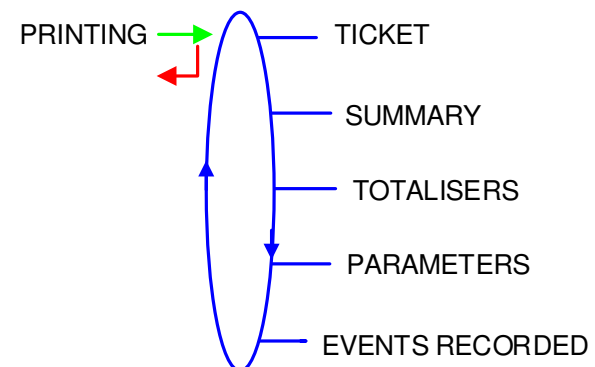 PRINTING
TICKET
SUMMARY
TOTALISERS
PARAMETERS
EVENTS RECORDED